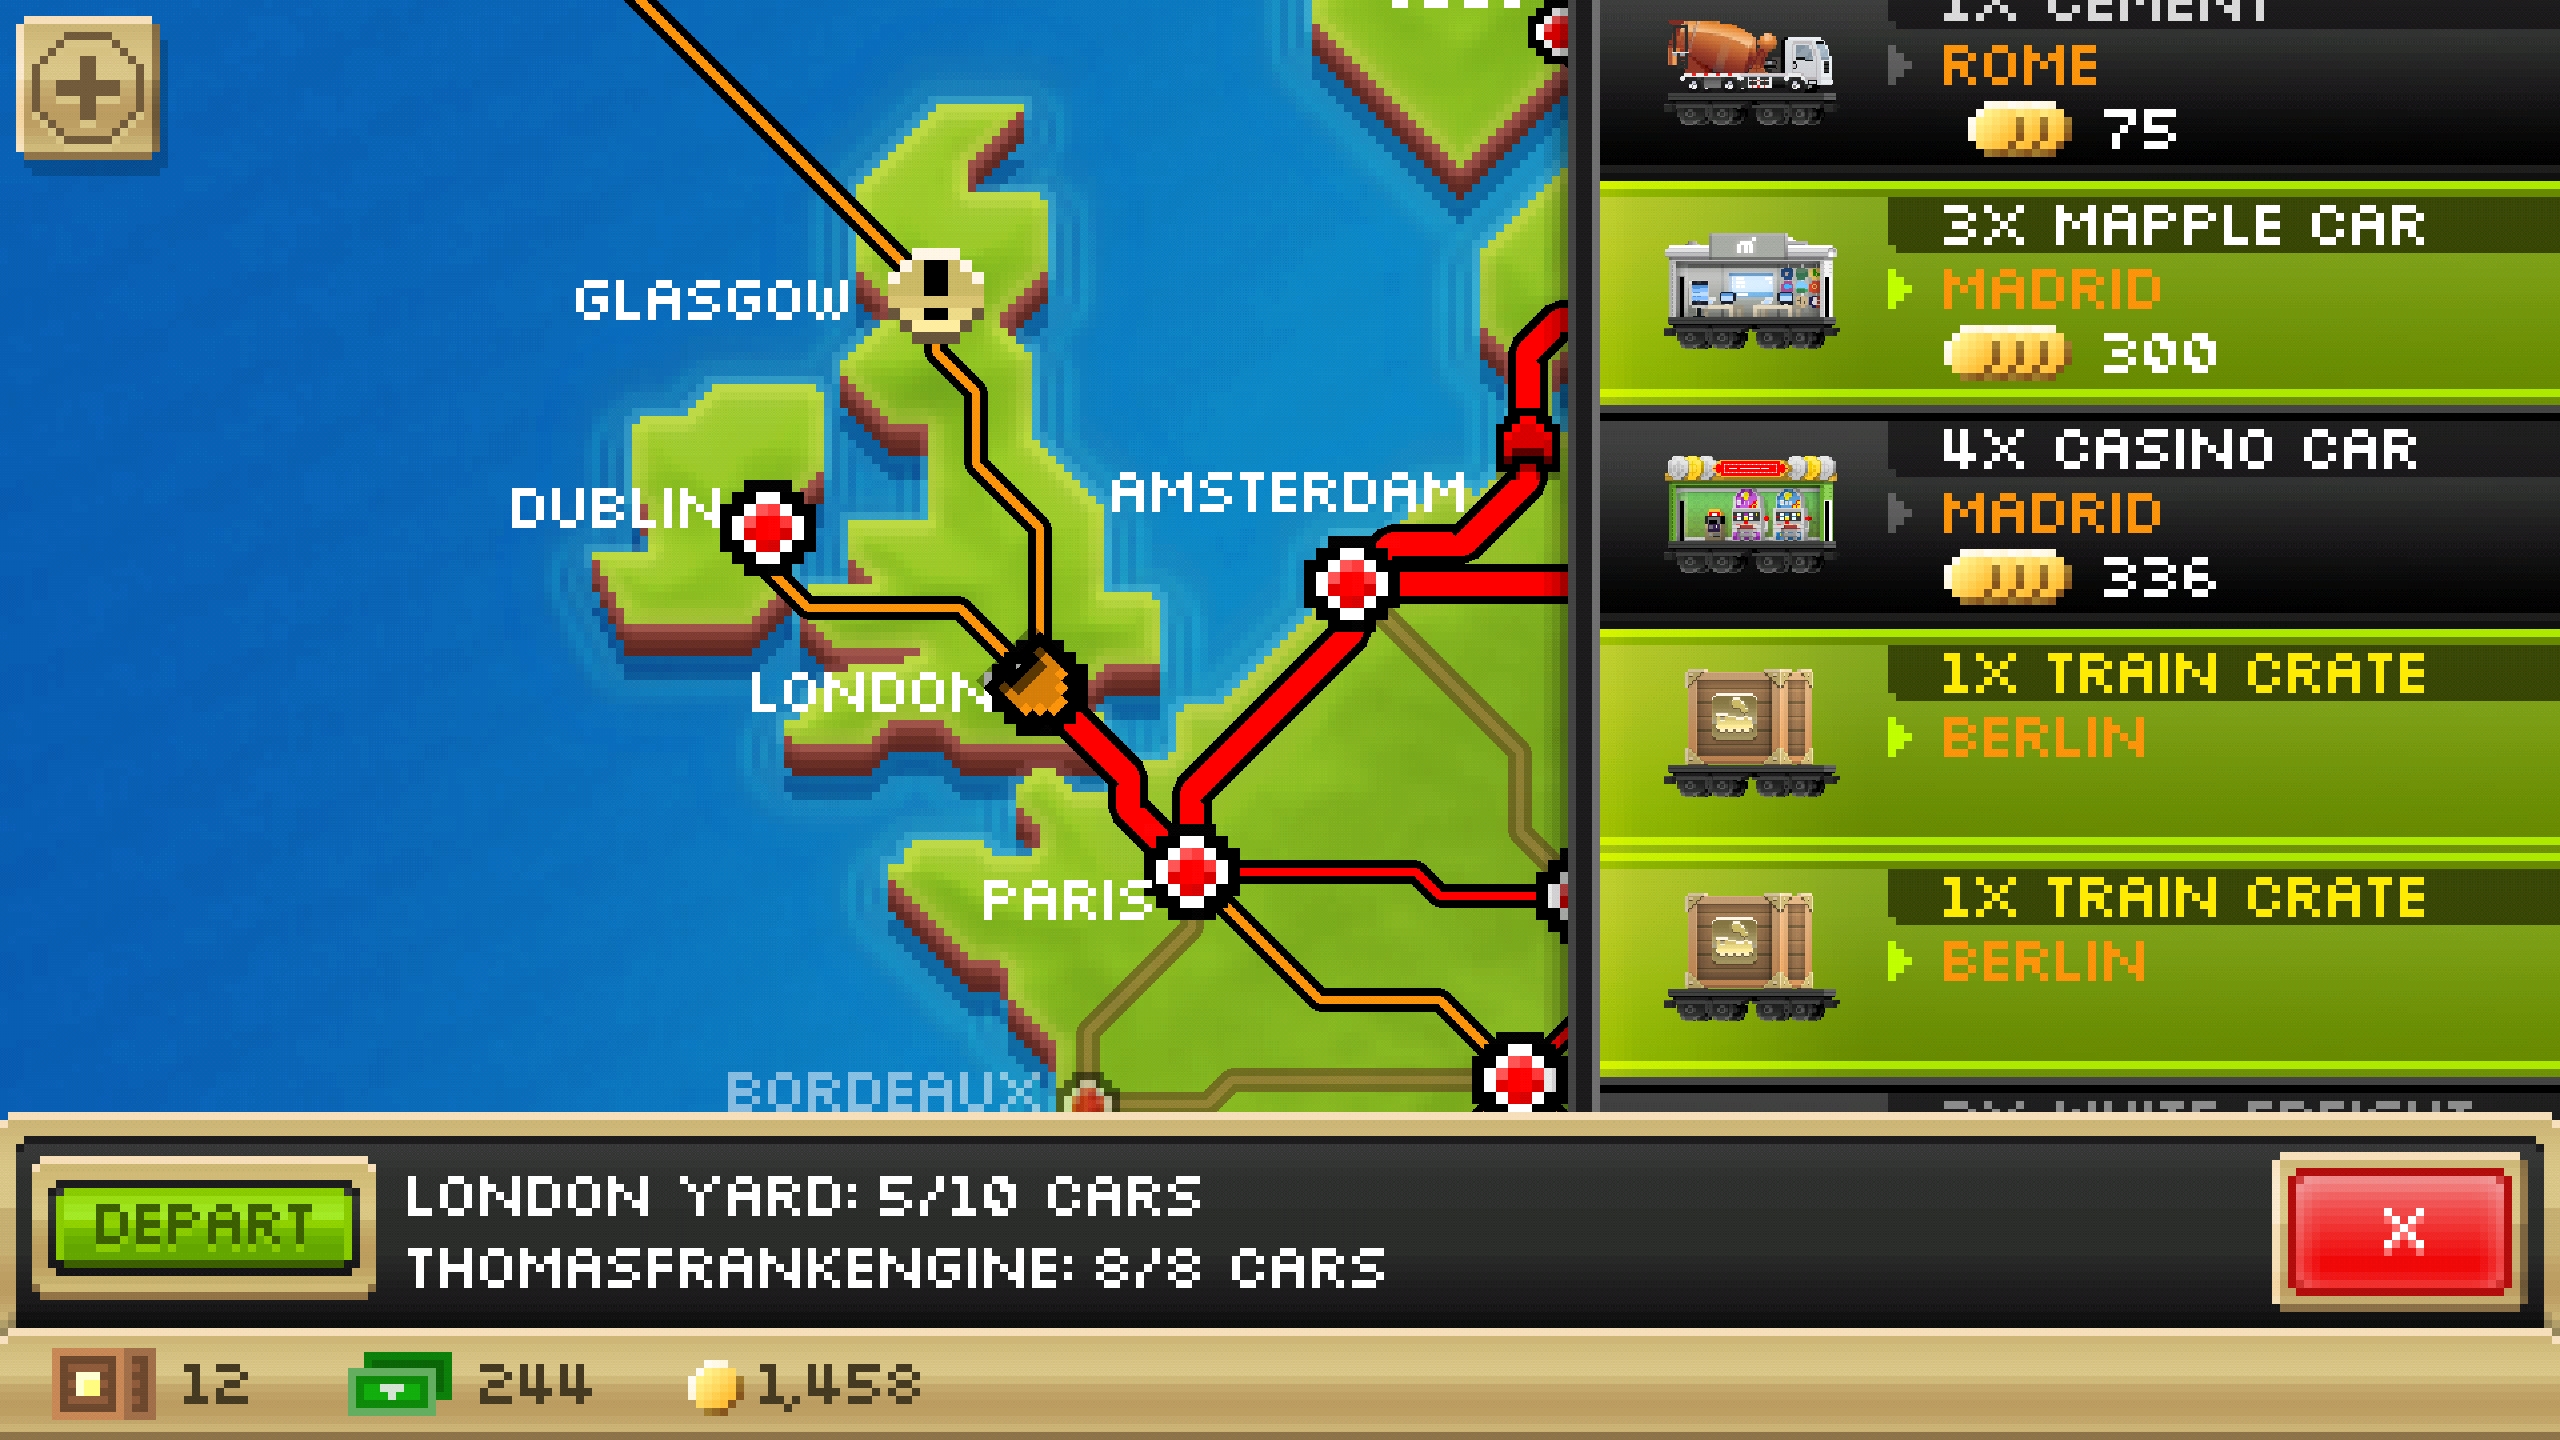 GLASGOW
DUBLIN
AMSTERDAM
LONDON
PARIS
BORDEAUX
1X CEMENT
ROME
75
3X MAPPLE CAR
MADRID
300
4X CASINO CAR
MADRID
336
1X TRAIN CRATE
BERLIN
1X TRAIN CRATE
BERLIN
DEPART
LONDON YARD: 5/10 CARS
THOMASFRANKENGINE: 8/8 CARS
X
12
244
1,458